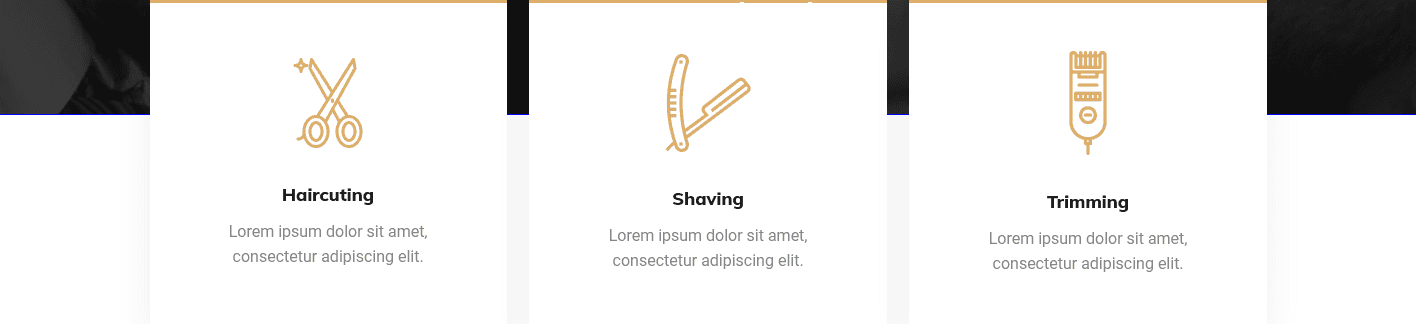 Haircuting
Lorem ipsum dolor sit amet,
consectetur adipiscing elit.
Shaving
Lorem ipsum dolor sit amet,
consectetur adipiscing elit.
Trimming
Lorem ipsum dolor sit amet,
consectetur adipiscing elit.